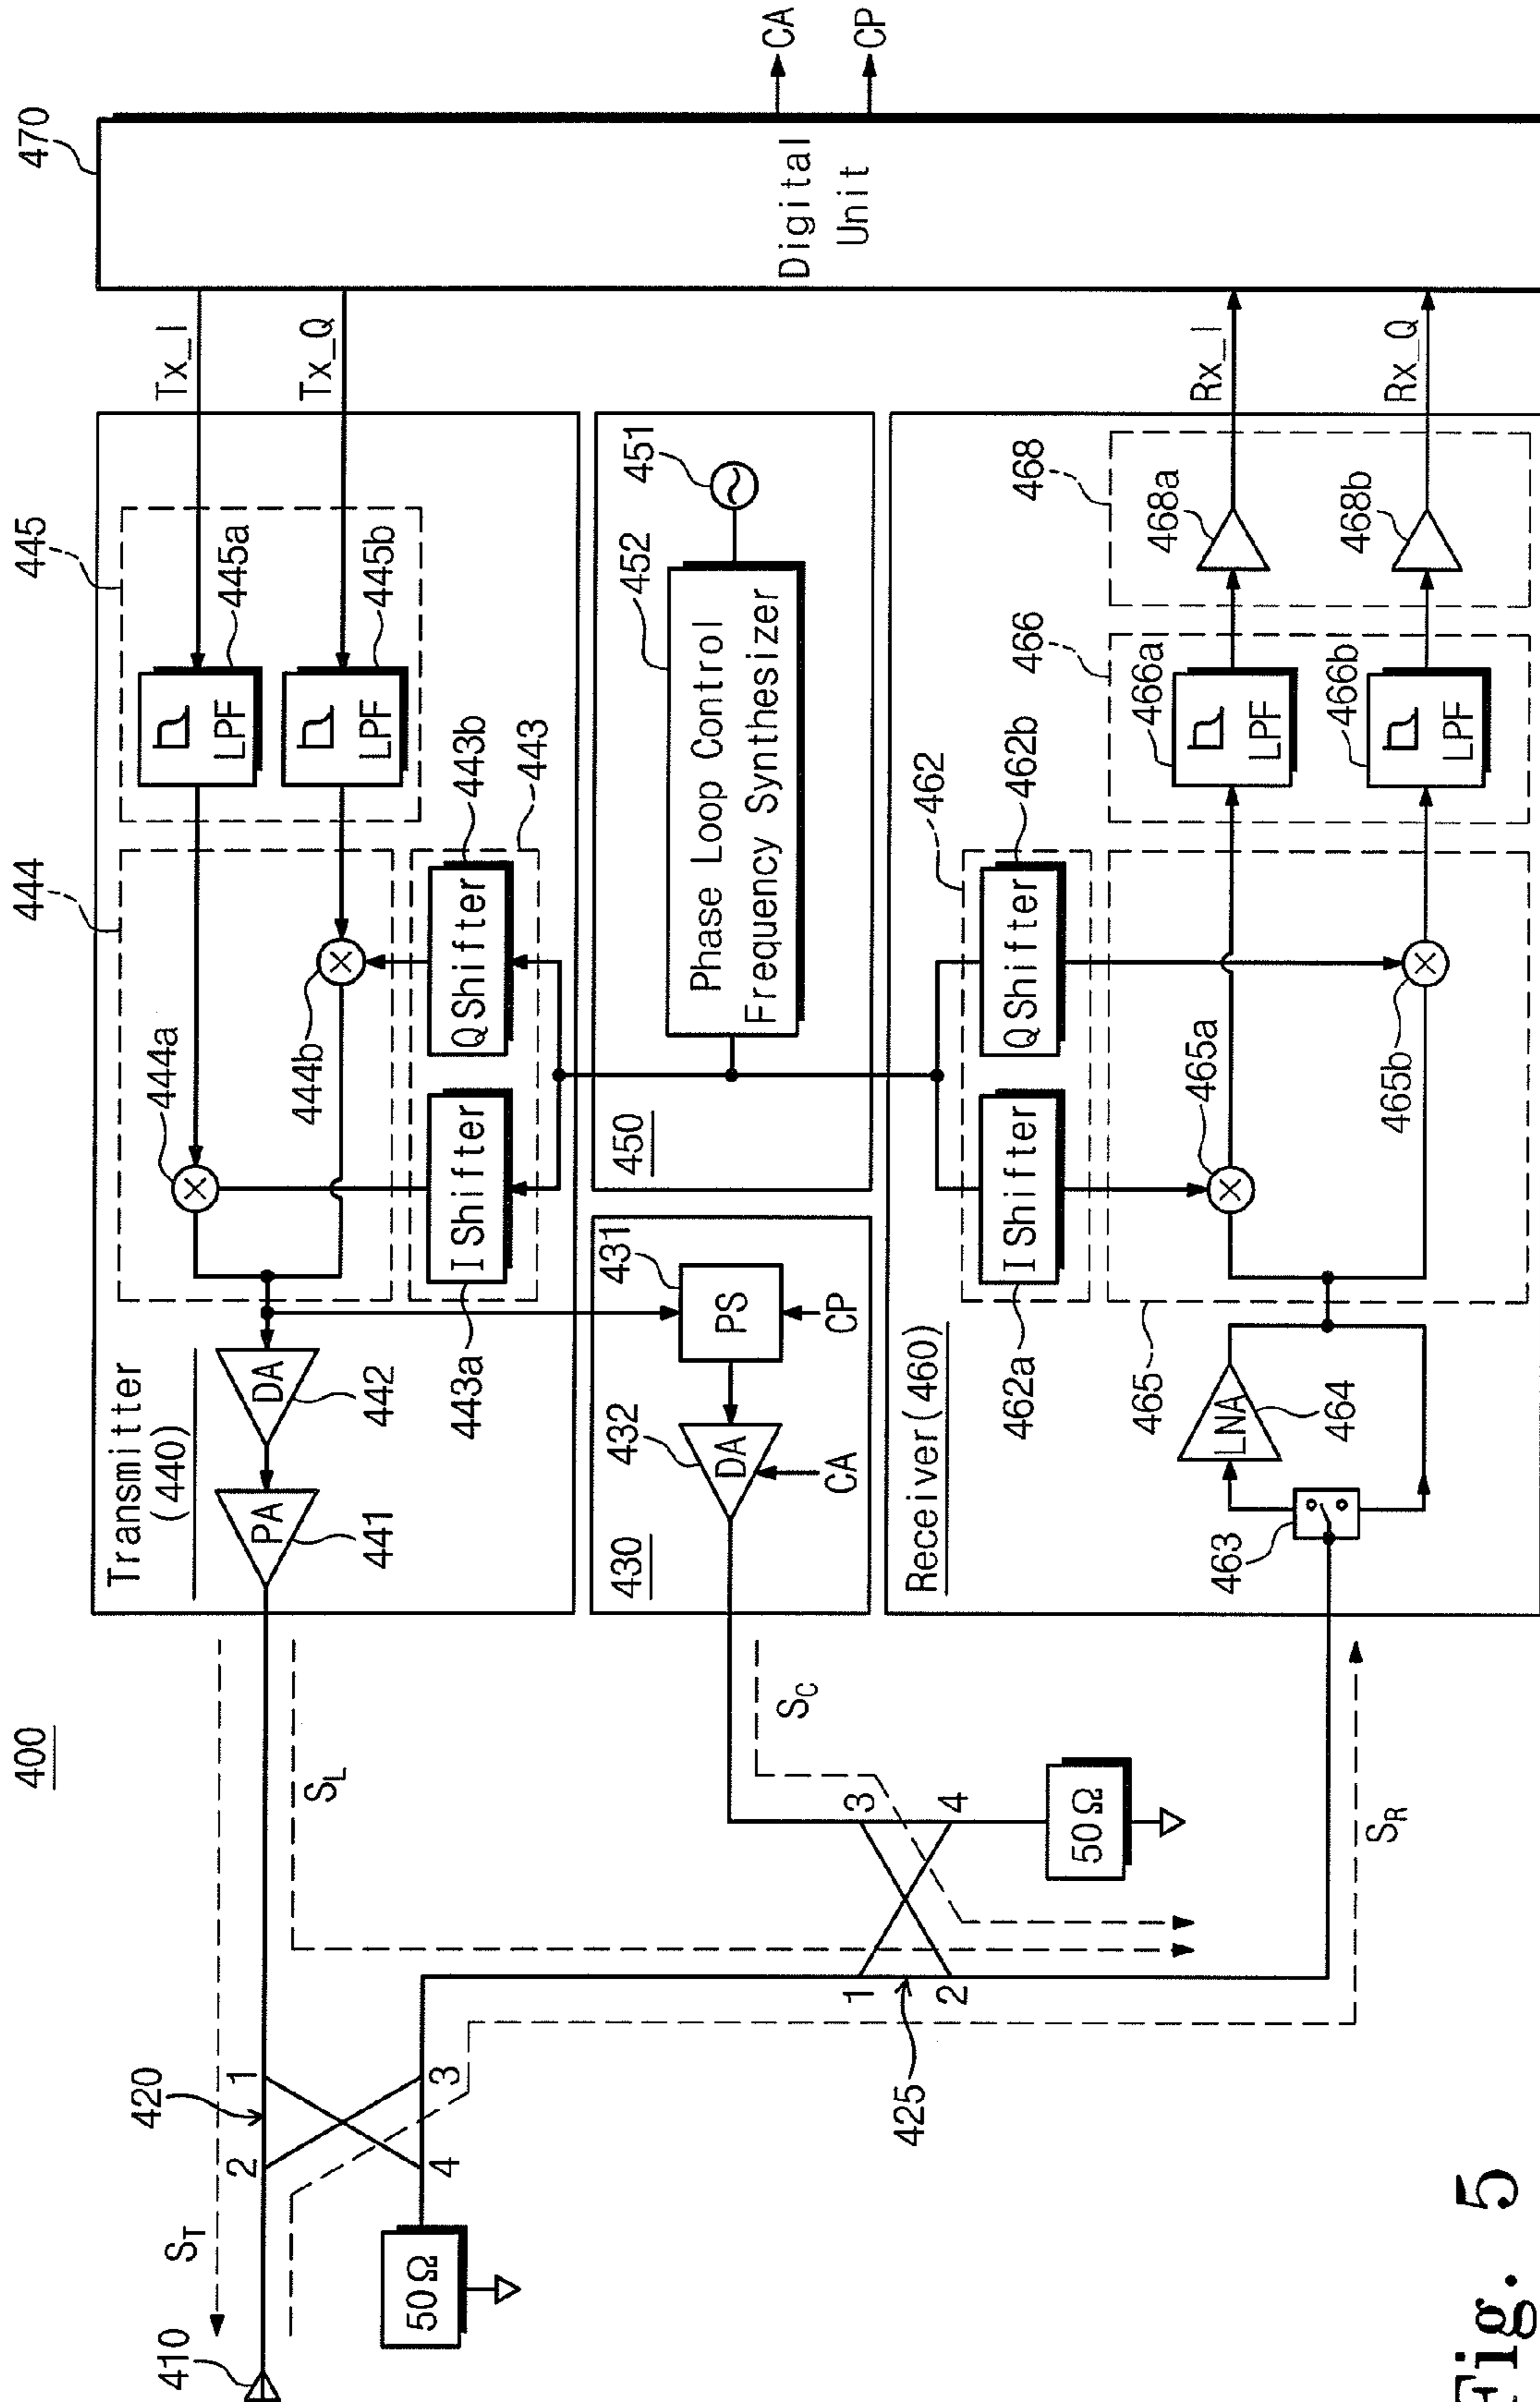 400
Transmitter
(440)
PA
441
DA
442
444
444a
444b
445
445a
LPF
445b
LPF
443
I Shifter
443a
Q Shifter
443b
Tx_I
Tx_Q
470
Digital
Unit
CA
CP
410
ST
420
1
2
3
4
50Ω
SL
430
DA
432
CA
PS
431
CP
450
Phase Loop Control
Frequency Synthesizer
452
451
SC
425
1
2
3
4
50Ω
SR
Receiver(460)
462
I Shifter
462a
Q Shifter
462b
463
LNA
464
465
465a
465b
466
466a
LPF
466b
LPF
468
468a
468b
Rx_I
Rx_Q
Fig. 5